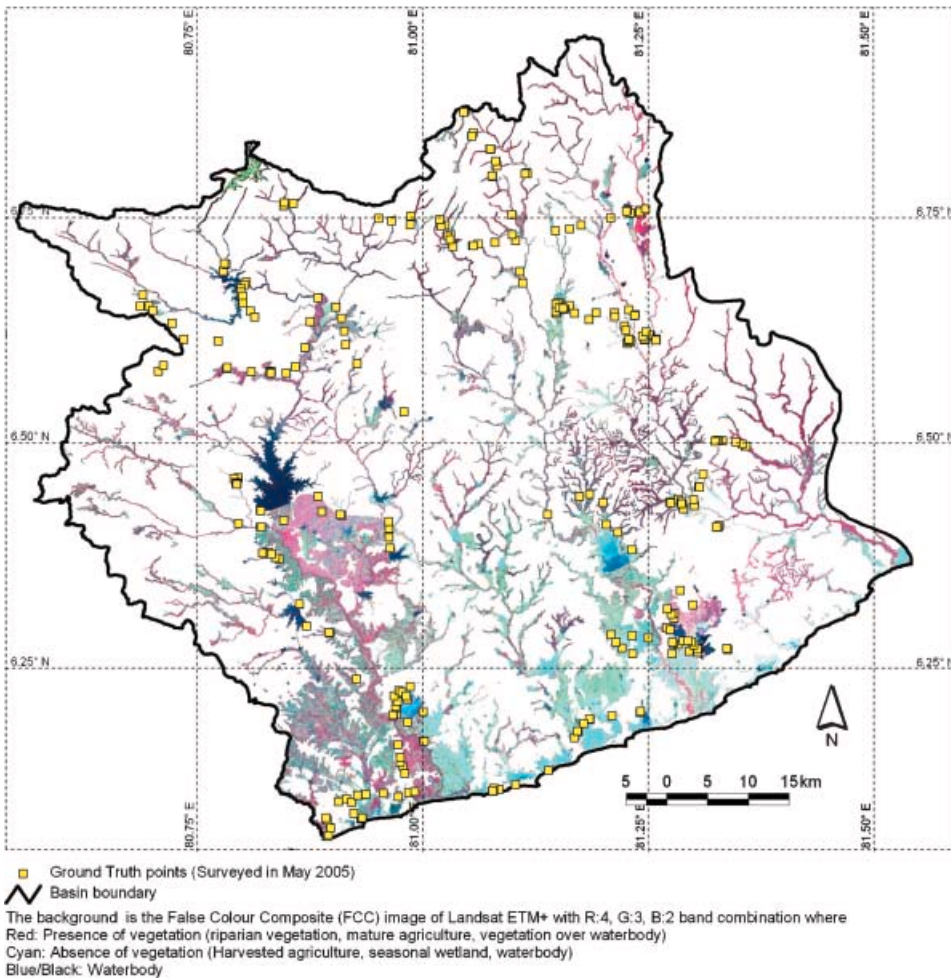 80.75° E
81.00° E
81.25° E
81.50° E
6.75° N
6.75° N
6.50° N
6.50° N
6.25° N
6.25° N
N
5 0 5 10 15 km
80.75° E
81.00° E
81.25° E
81.50° E
Ground Truth points (Surveyed in May 2005)
Basin boundary
The background is the False Colour Composite (FCC) image of Landsat ETM+ with R:4, G:3, B:2 band combination where
Red: Presence of vegetation (riparian vegetation, mature agriculture, vegetation over waterbody)
Cyan: Absence of vegetation (Harvested agriculture, seasonal wetland, waterbody)
Blue/Black: Waterbody